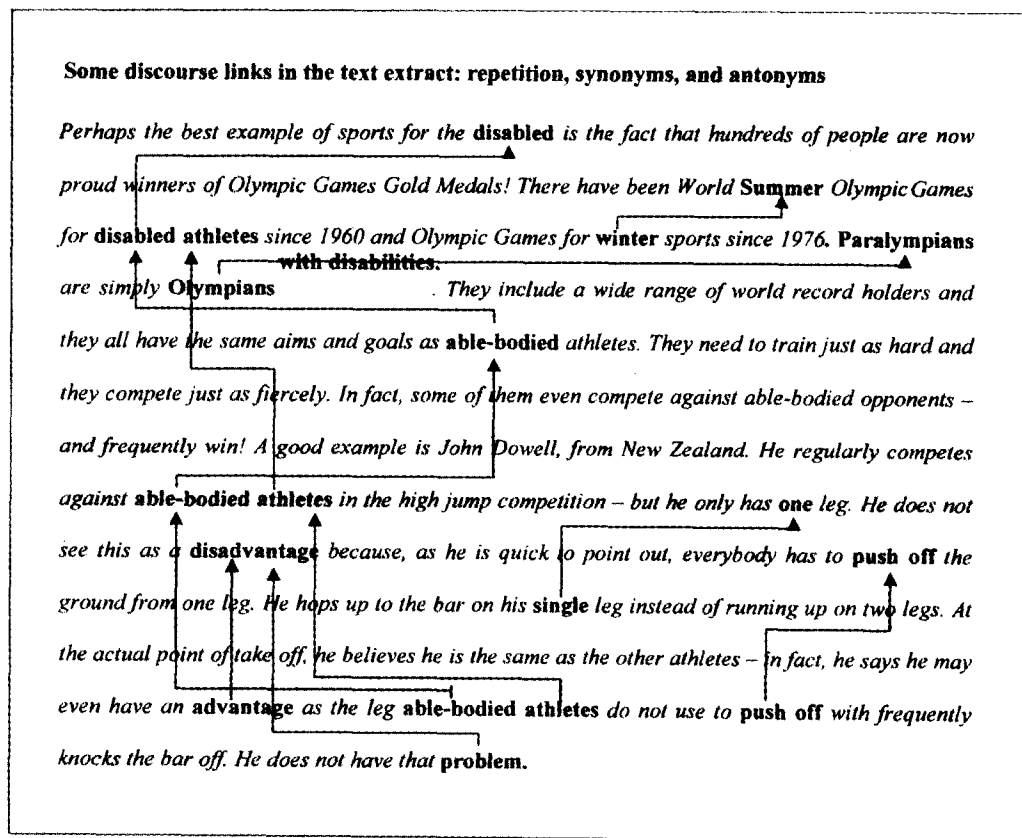 Some discourse links in the text extract: repetition, synonyms, and antonyms
Perhaps the best example of sports for the disabled is the fact that hundreds of people are now
proud winners of Olympic Games Gold Medals! There have been World Summer Olympic Games
for disabled athletes since 1960 and Olympic Games for winter sports since 1976. Paralympians
with disabilities.
are simply Olympians . They include a wide range of world record holders and
they all have the same aims and goals as able-bodied athletes. They need to train just as hard and
they compete just as fiercely. In fact, some of them even compete against able-bodied opponents –
and frequently win! A good example is John Dowell, from New Zealand. He regularly competes
against able-bodied athletes in the high jump competition – but he only has one leg. He does not
see this as a disadvantage because, as he is quick to point out, everybody has to push off the
ground from one leg. He hops up to the bar on his single leg instead of running up on two legs. At
the actual point of take off, he believes he is the same as the other athletes – in fact, he says he may
even have an advantage as the leg able-bodied athletes do not use to push off with frequently
knocks the bar off. He does not have that problem.